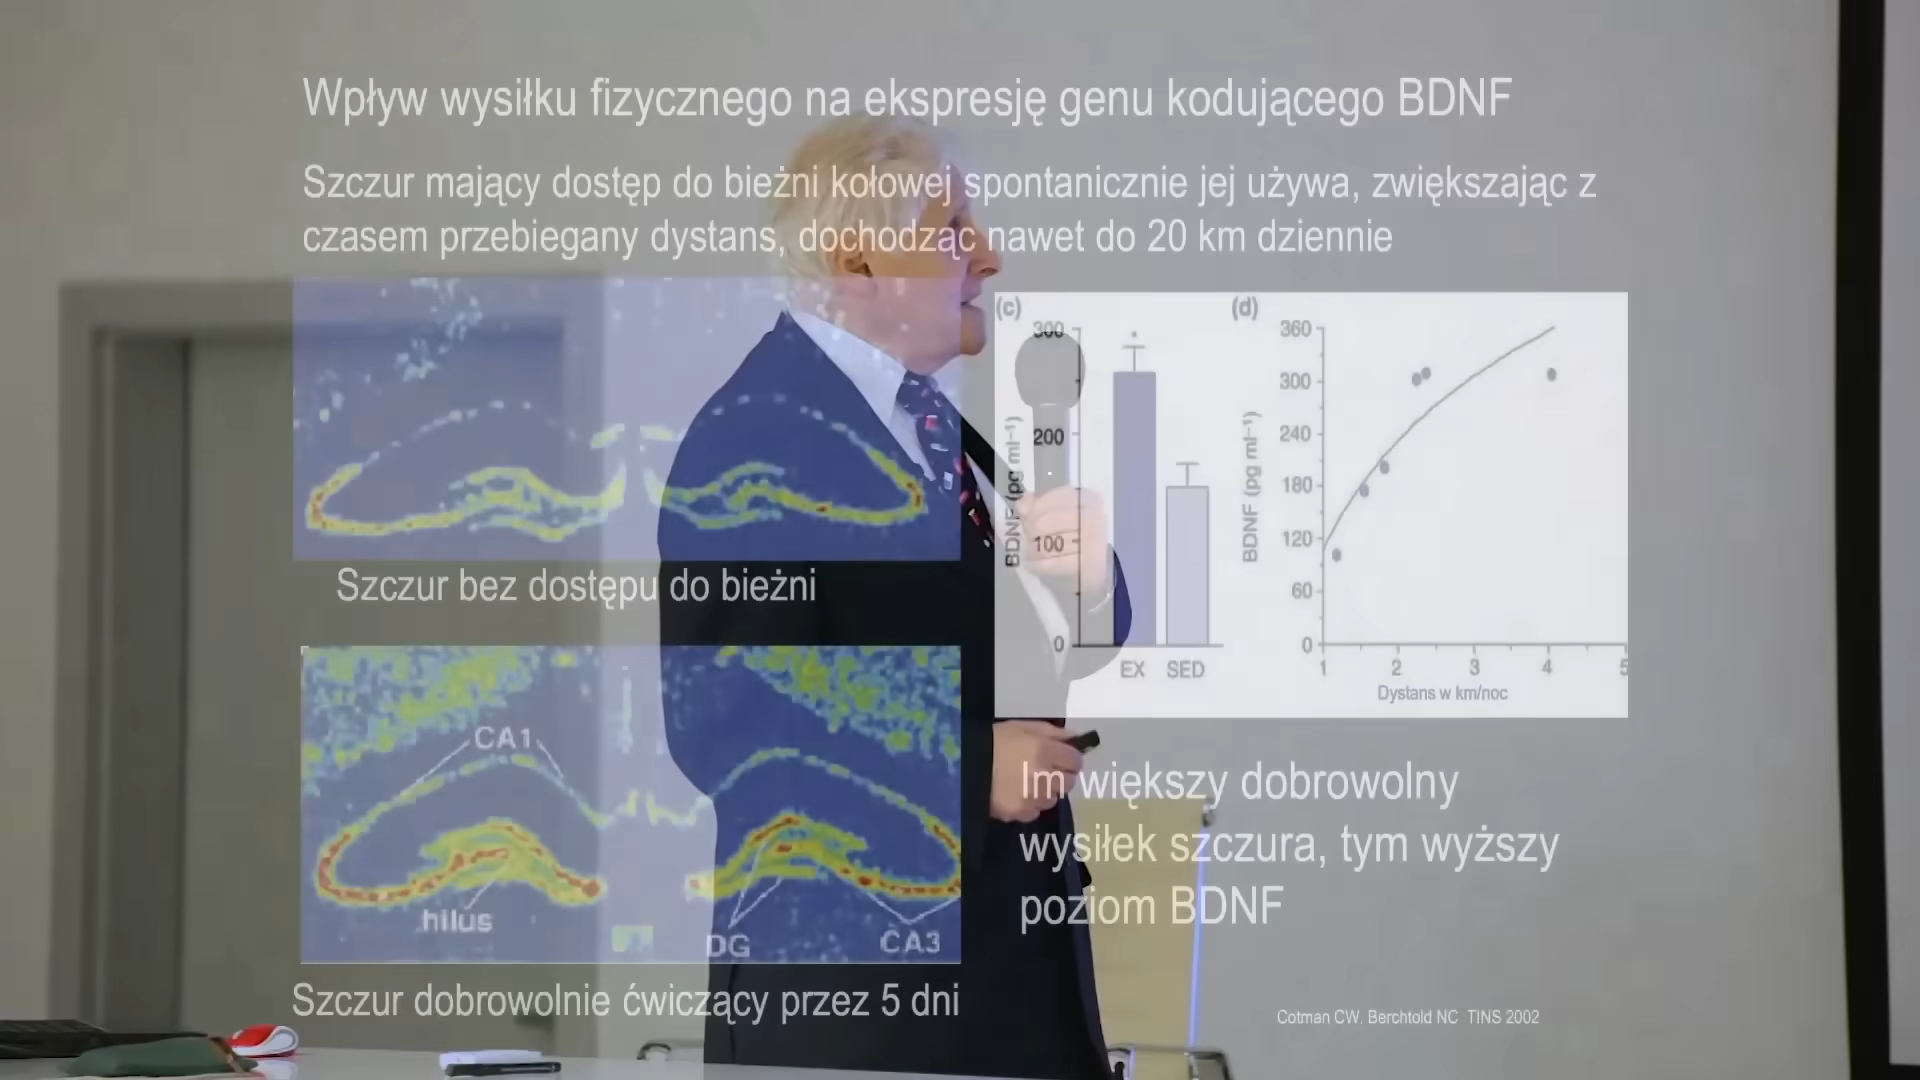 Wpływ wysiłku fizycznego na ekspresję genu kodującego BDNF
Szczur mający dostęp do bieżni kołowej spontanicznie jej używa, zwiększając z
czasem przebiegany dystans, dochodząc nawet do 20 km dziennie
Szczur bez dostępu do bieżni
CA1
hilus
DG
CA3
Szczur dobrowolnie ćwiczący przez 5 dni
(c)
300
200
100
0
BDNF (pg ml⁻¹)
EX SED
(d)
360
300
240
180
120
60
0
BDNF (pg ml⁻¹)
1 2 3 4 5
Dystans w km/noc
Im większy dobrowolny
wysiłek szczura, tym wyższy
poziom BDNF
Cotman CW. Berchtold NC TINS 2002